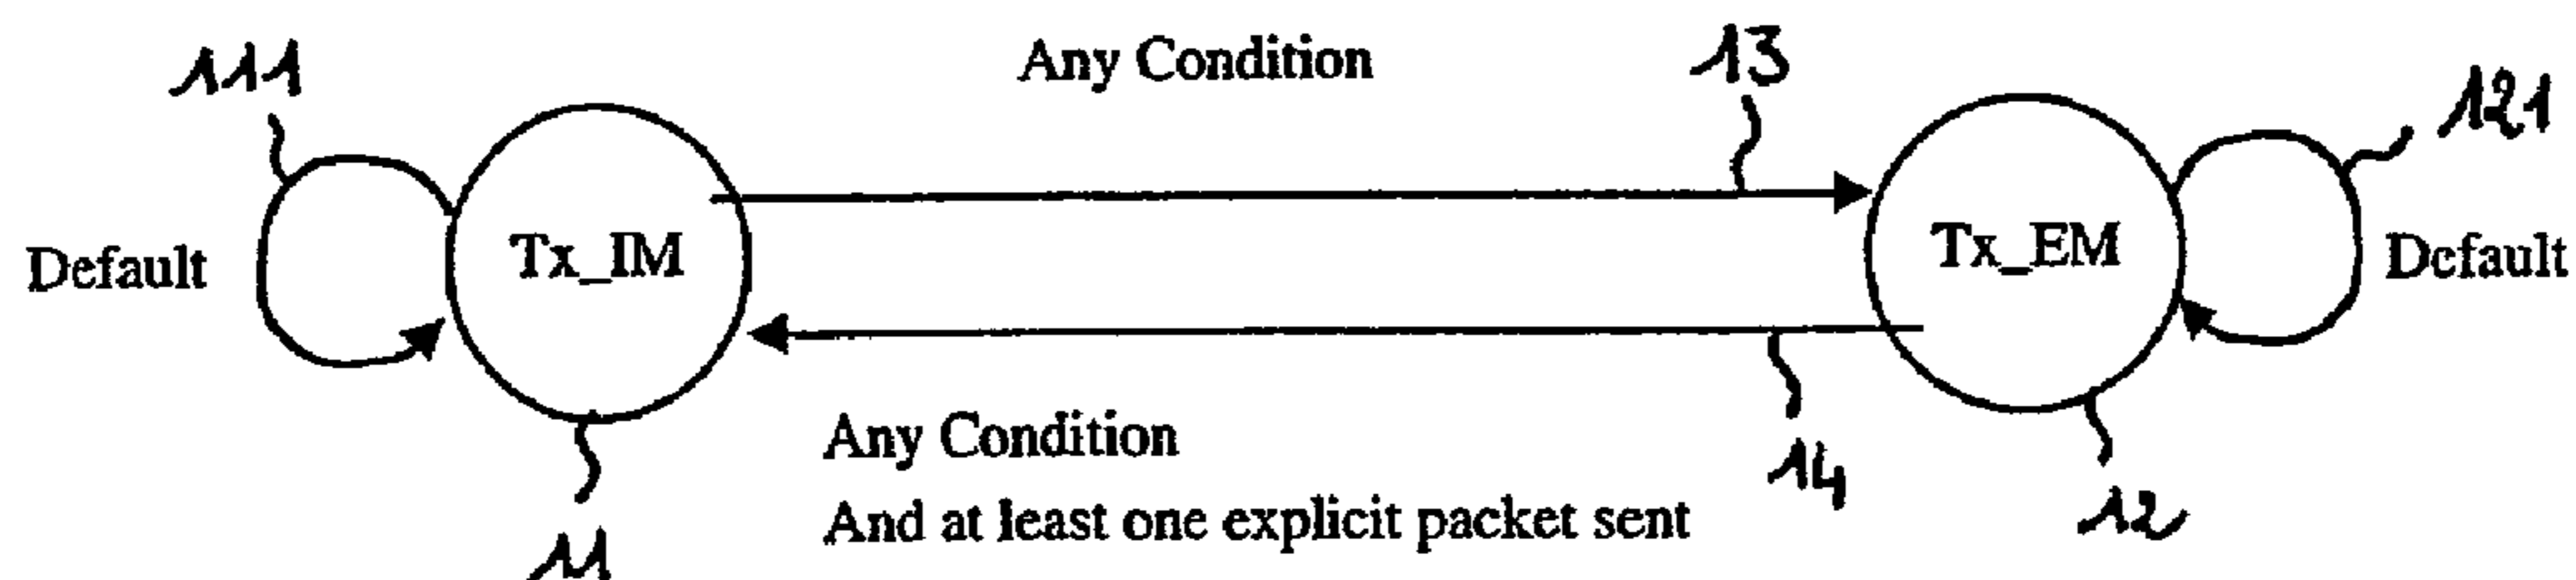 111
Any Condition
13
121
Default
Tx_IM
Tx_EM
Default
Any Condition
And at least one explicit packet sent
14
12
11